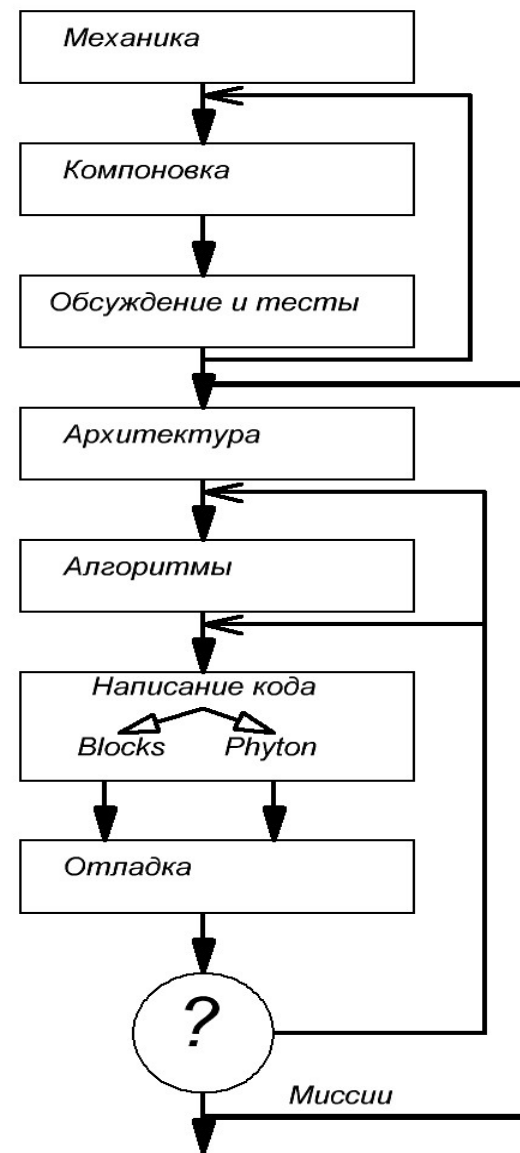 Механика
Компоновка
Обсуждение и тесты
Архитектура
Алгоритмы
Написание кода
Blocks Phyton
Отладка
?
Миссии